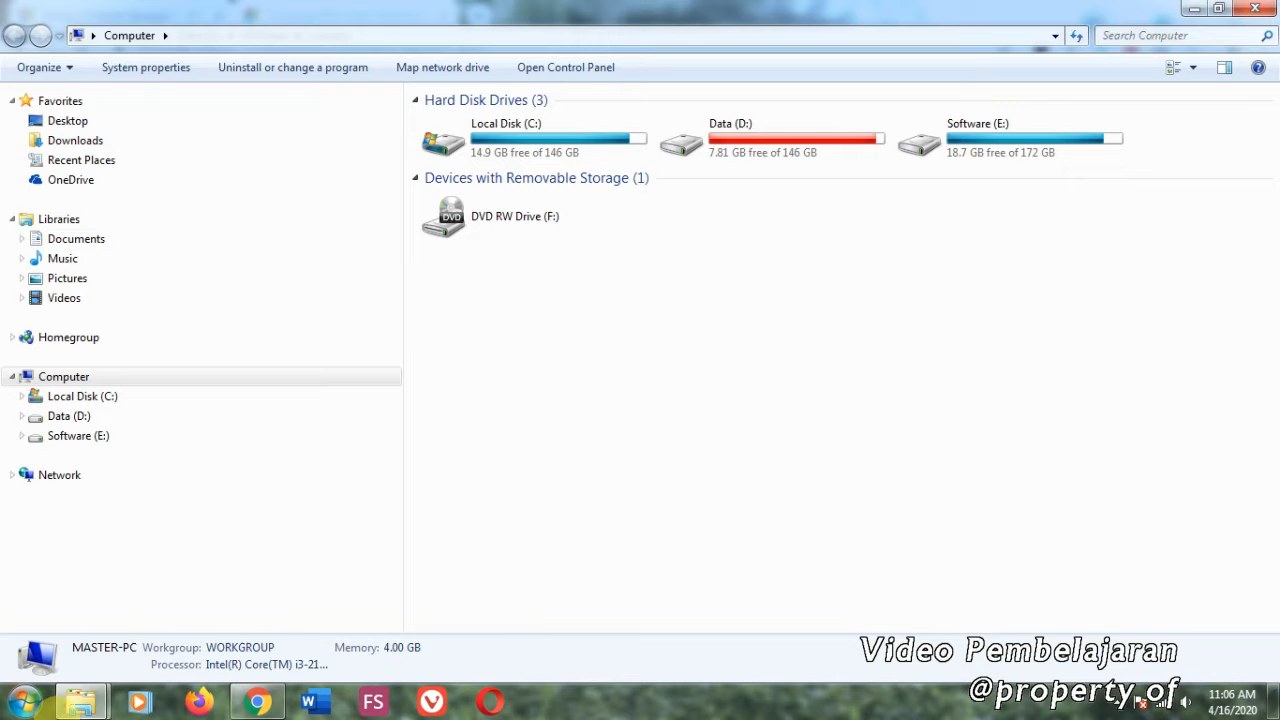 Computer
Search Computer
Organize
System properties
Uninstall or change a program
Map network drive
Open Control Panel
Favorites
Desktop
Downloads
Recent Places
OneDrive
Libraries
Documents
Music
Pictures
Videos
Homegroup
Computer
Local Disk (C:)
Data (D:)
Software (E:)
Network
Hard Disk Drives (3)
Local Disk (C:)
14.9 GB free of 146 GB
Data (D:)
7.81 GB free of 146 GB
Software (E:)
18.7 GB free of 172 GB
Devices with Removable Storage (1)
DVD
DVD RW Drive (F:)
MASTER-PC Workgroup: WORKGROUP Memory: 4.00 GB
Processor: Intel(R) Core(TM) i3-21...
Video Pembelajaran
@property.of
W
FS
11:06 AM
4/16/2020